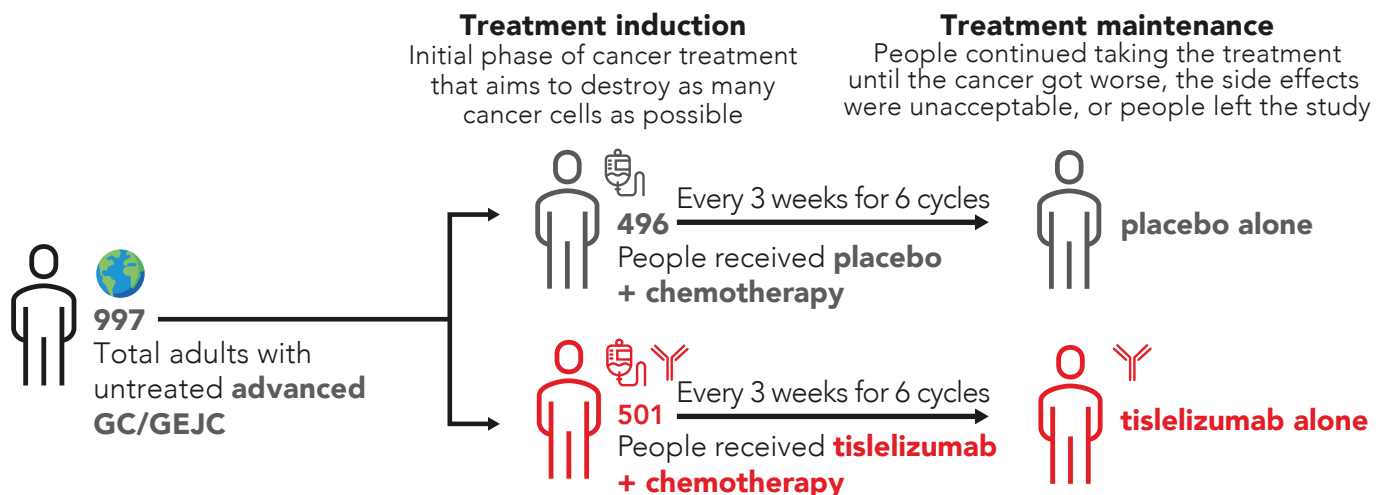 Treatment induction
Initial phase of cancer treatment
that aims to destroy as many
cancer cells as possible
Treatment maintenance
People continued taking the treatment
until the cancer got worse, the side effects
were unacceptable, or people left the study
997
Total adults with
untreated advanced
GC/GEJC
496
People received placebo
+ chemotherapy
Every 3 weeks for 6 cycles
placebo alone
501
People received tislelizumab
+ chemotherapy
Every 3 weeks for 6 cycles
tislelizumab alone